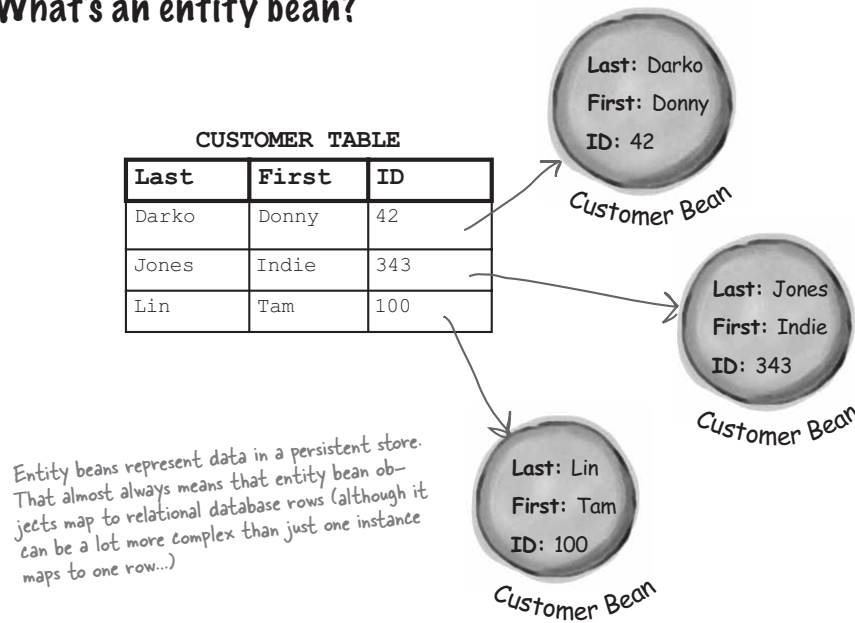 What's an entity bean?
CUSTOMER TABLE
Last First ID
Darko Donny 42
Jones Indie 343
Lin Tam 100
Last: Darko
First: Donny
ID: 42
Customer Bean
Last: Jones
First: Indie
ID: 343
Customer Bean
Last: Lin
First: Tam
ID: 100
Customer Bean
Entity beans represent data in a persistent store.
That almost always means that entity bean ob-
jects map to relational database rows (although it
can be a lot more complex than just one instance
maps to one row...)